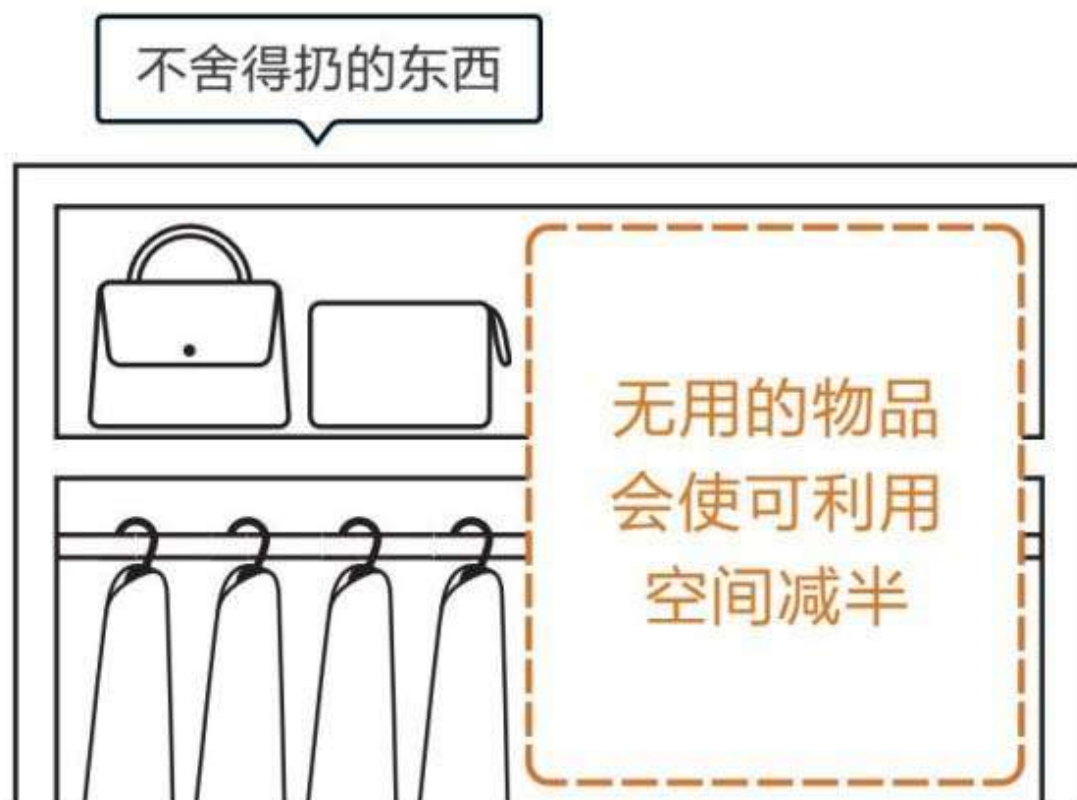 不舍得扔的东西
无用的物品
会使可利用
空间减半